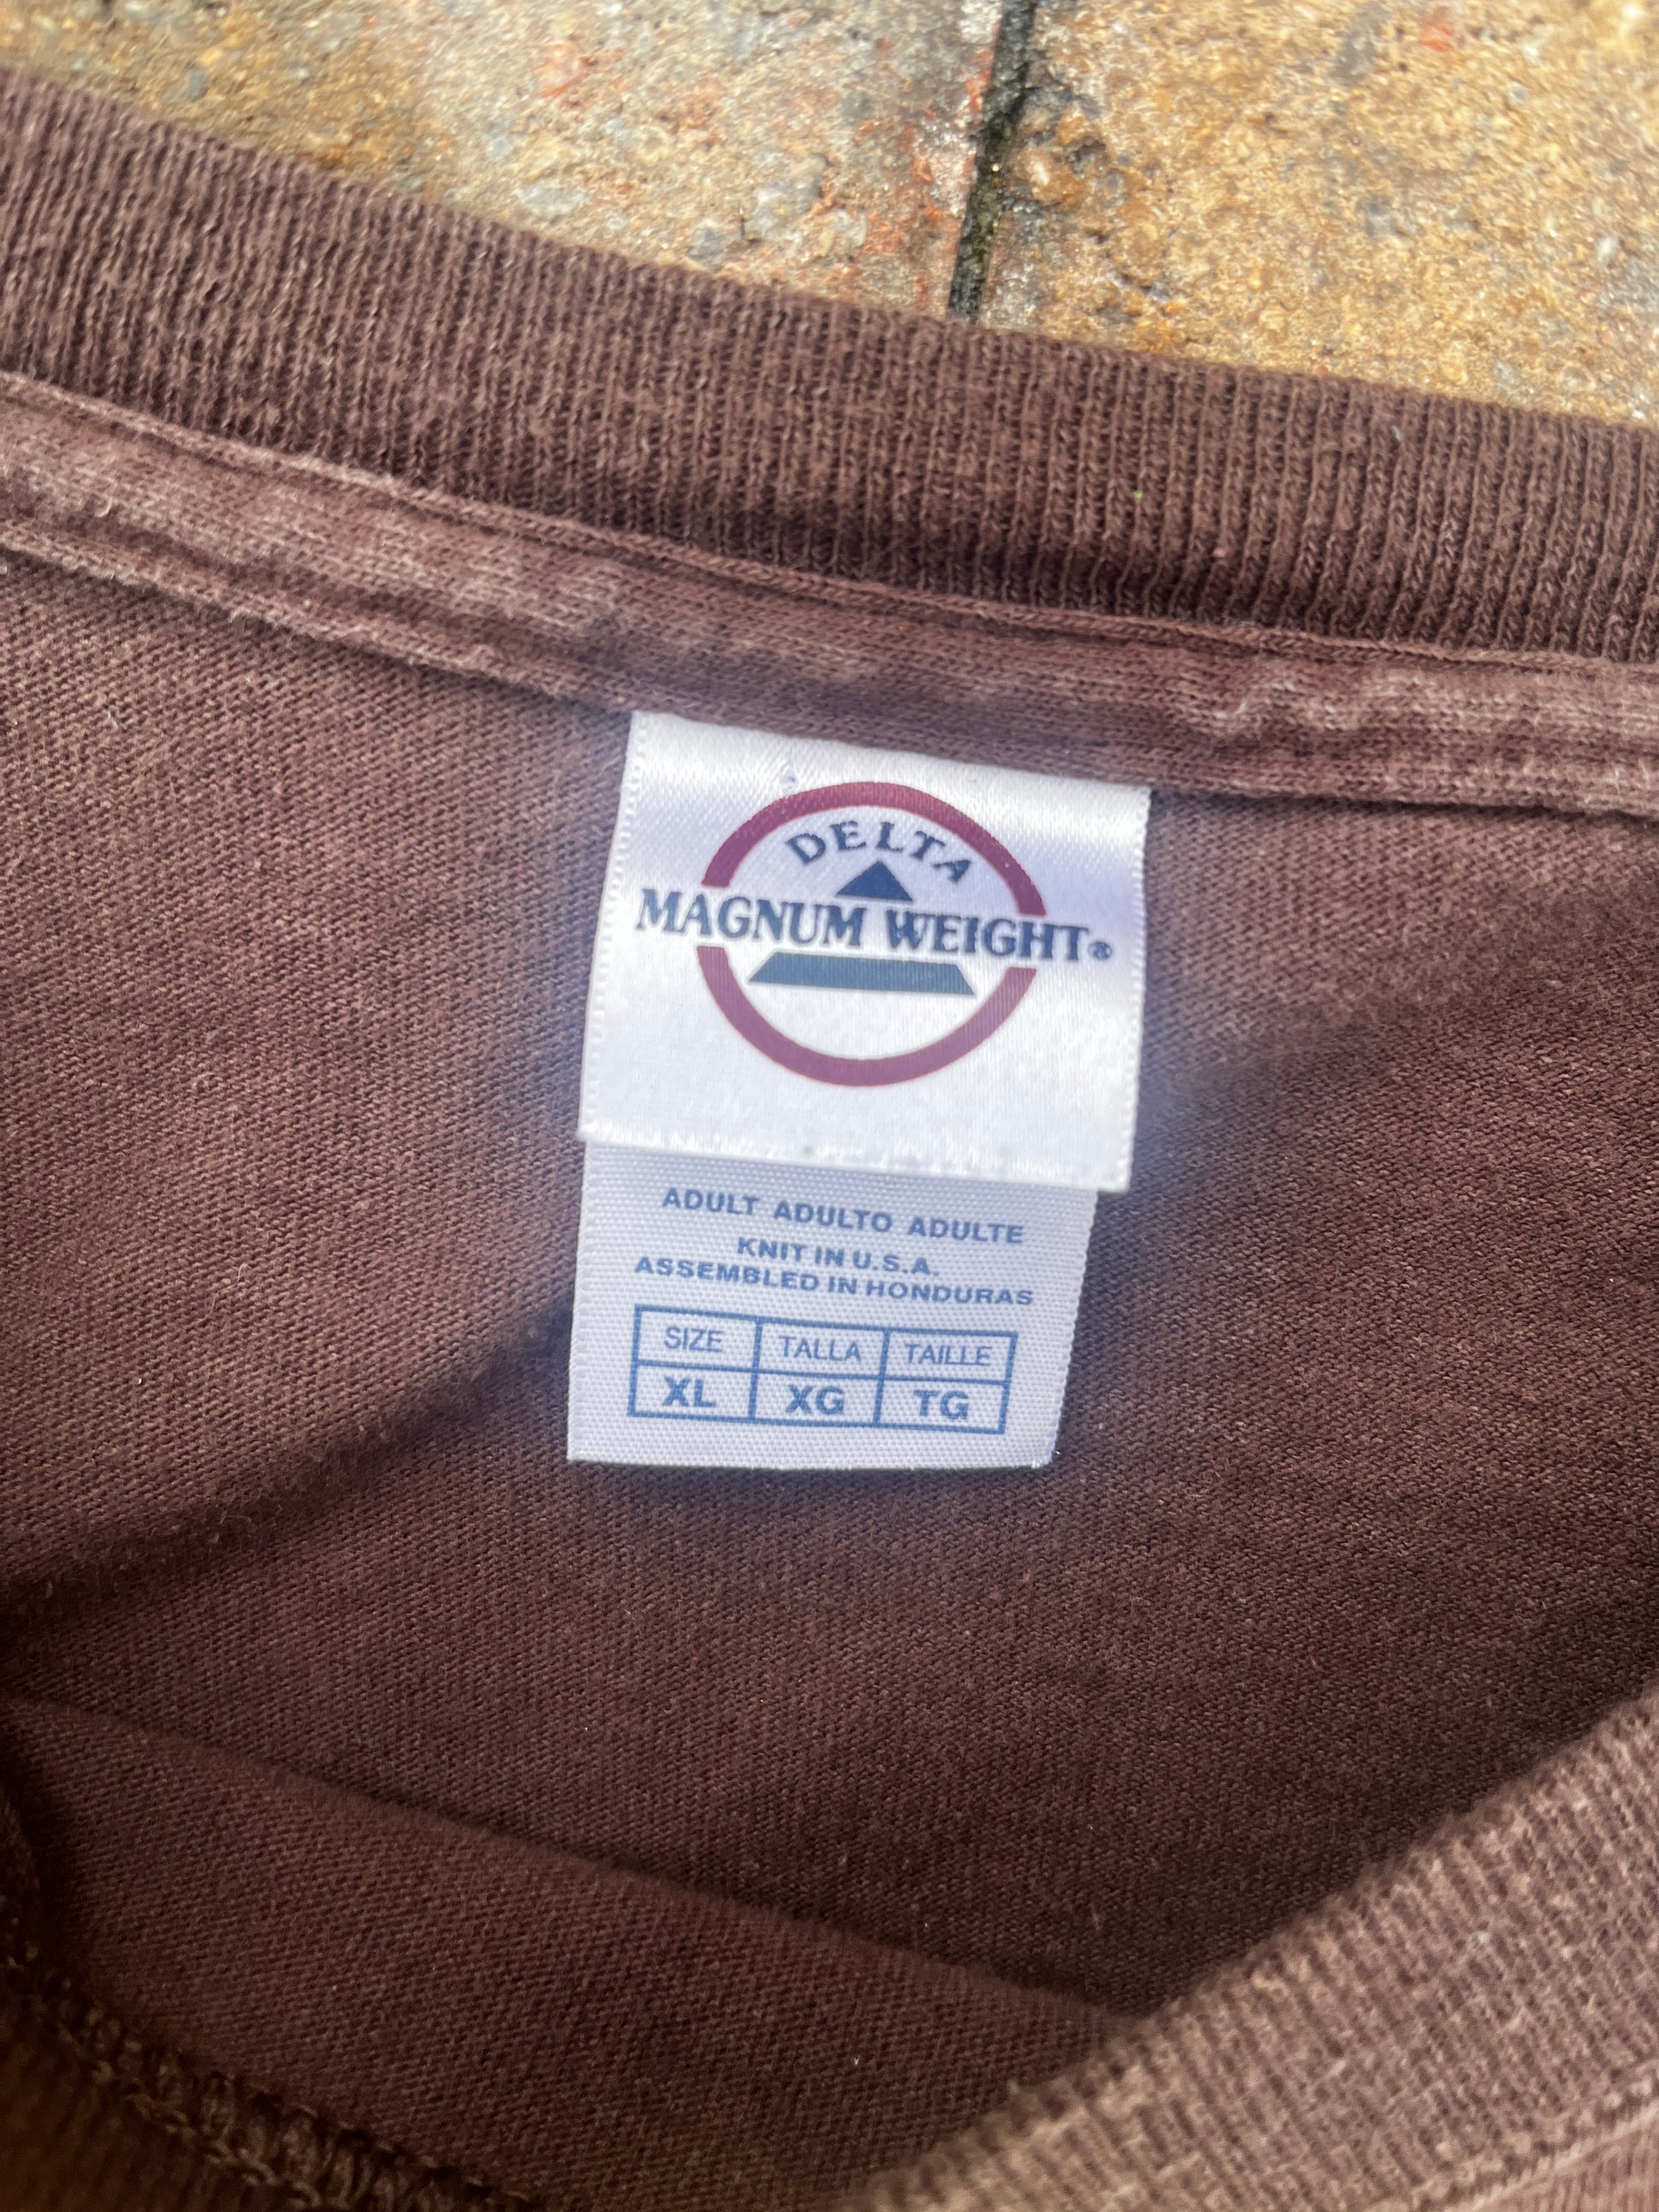 DELTA
MAGNUM WEIGHT®
ADULT ADULTO ADULTE
KNIT IN U.S.A.
ASSEMBLED IN HONDURAS
SIZE TALLA TAILLE
XL XG TG